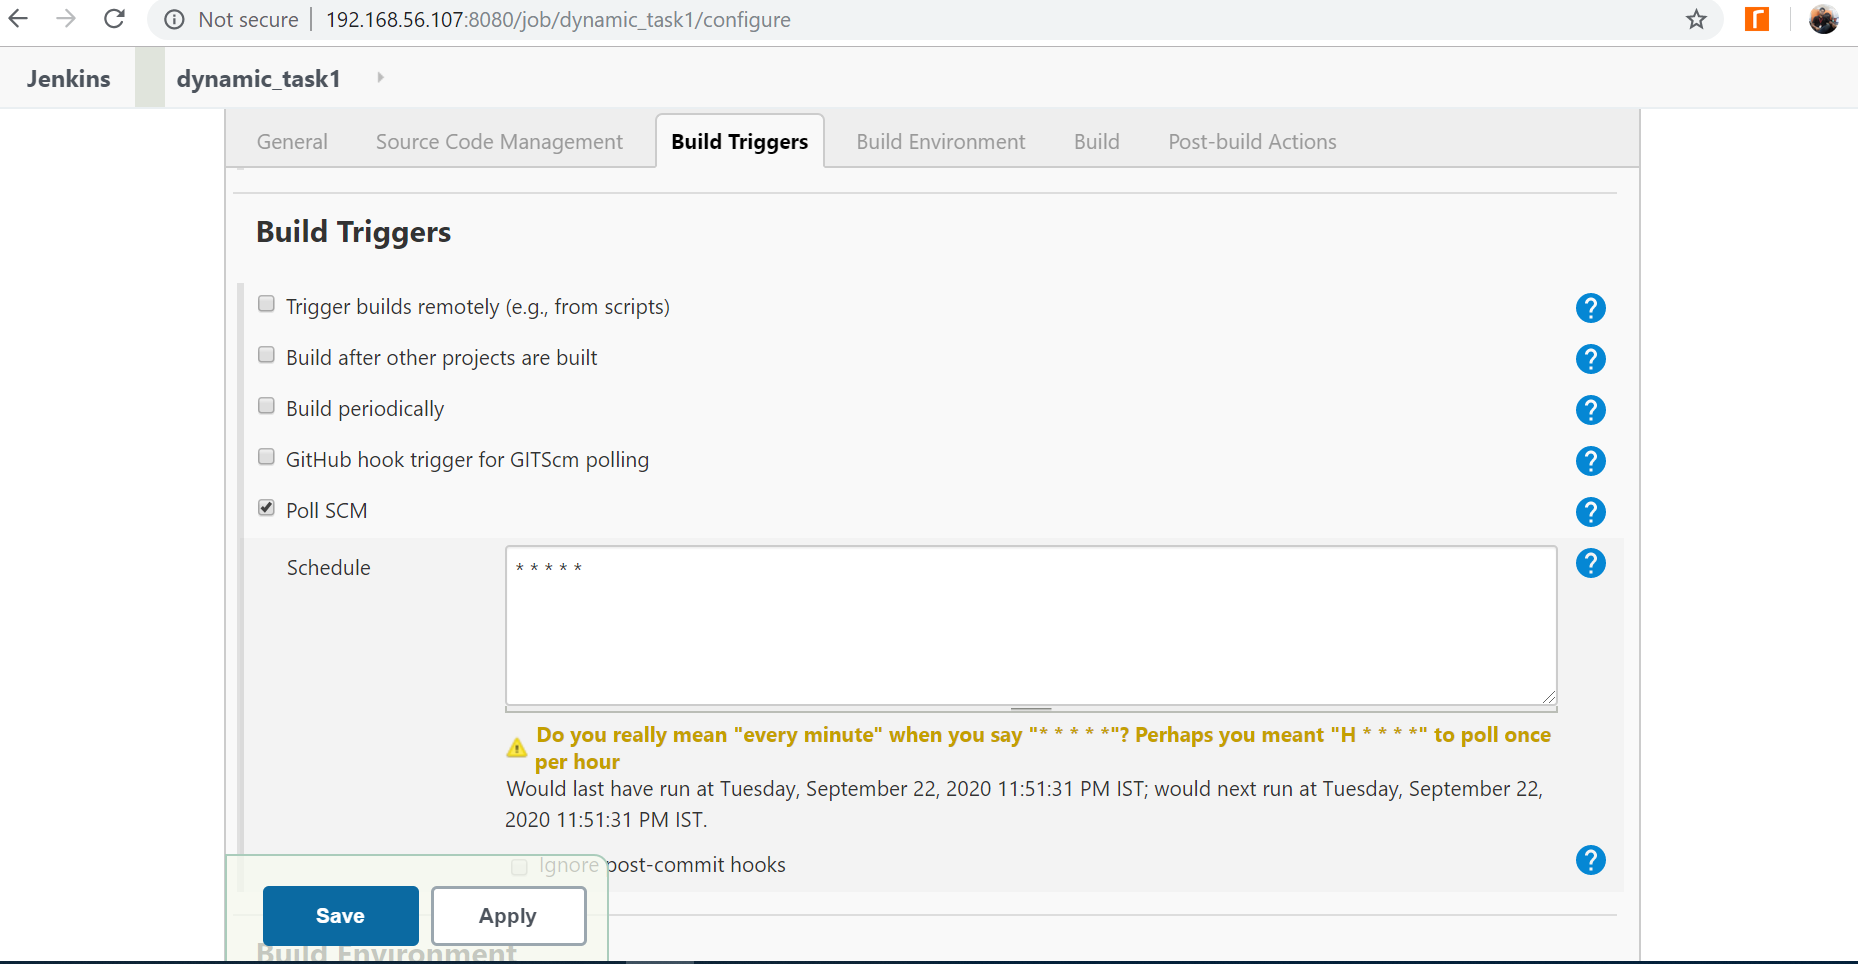 Not secure | 192.168.56.107:8080/job/dynamic_task1/configure
Jenkins dynamic_task1
General Source Code Management Build Triggers Build Environment Build Post-build Actions
Build Triggers
Trigger builds remotely (e.g., from scripts)
Build after other projects are built
Build periodically
GitHub hook trigger for GITScm polling
Poll SCM
Schedule * * * * *
Do you really mean "every minute" when you say "* * * * *"? Perhaps you meant "H * * * *" to poll once
per hour
Would last have run at Tuesday, September 22, 2020 11:51:31 PM IST; would next run at Tuesday, September 22,
2020 11:51:31 PM IST.
Ignore post-commit hooks
Save Apply
Build Environment